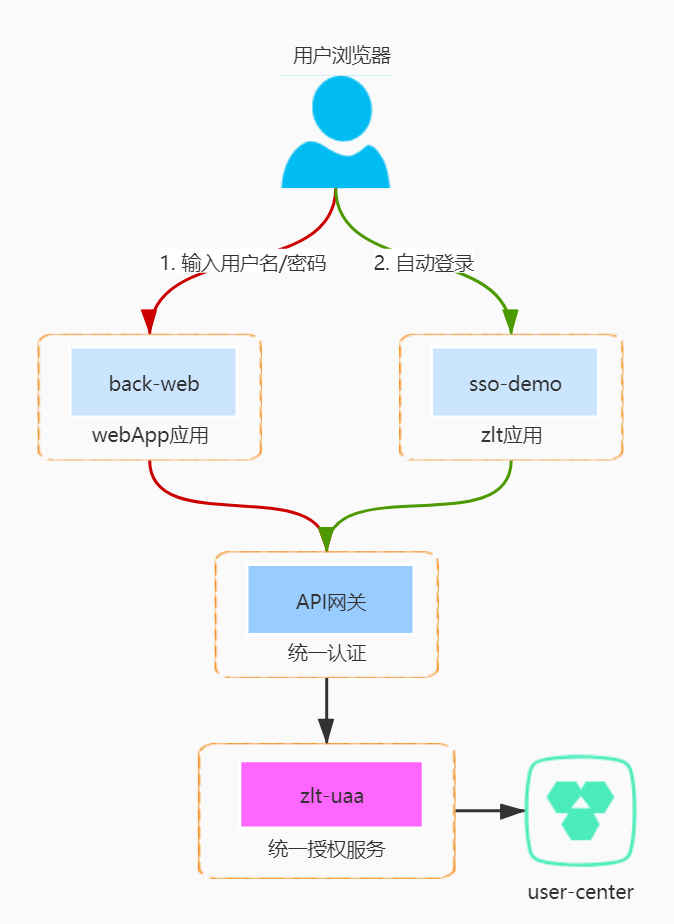 用户浏览器
1. 输入用户名/密码
2. 自动登录
back-web
webApp应用
sso-demo
zlt应用
API网关
统一认证
zlt-uaa
统一授权服务
user-center